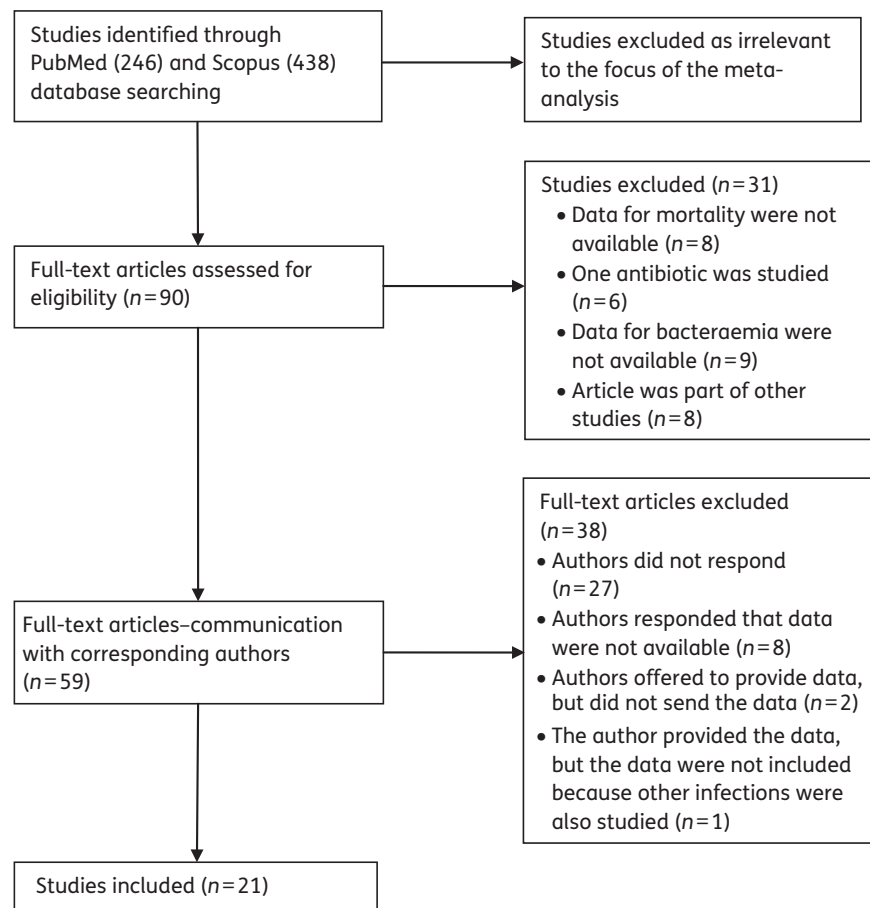 Studies identified through
PubMed (246) and Scopus (438)
database searching
Studies excluded as irrelevant
to the focus of the meta-
analysis
Full-text articles assessed for
eligibility (n=90)
Studies excluded (n=31)
• Data for mortality were not
available (n=8)
• One antibiotic was studied
(n=6)
• Data for bacteraemia were
not available (n=9)
• Article was part of other
studies (n=8)
Full-text articles–communication
with corresponding authors
(n=59)
Full-text articles excluded
(n=38)
• Authors did not respond
(n=27)
• Authors responded that data
were not available (n=8)
• Authors offered to provide data,
but did not send the data (n=2)
• The author provided the data,
but the data were not included
because other infections were
also studied (n=1)
Studies included (n=21)